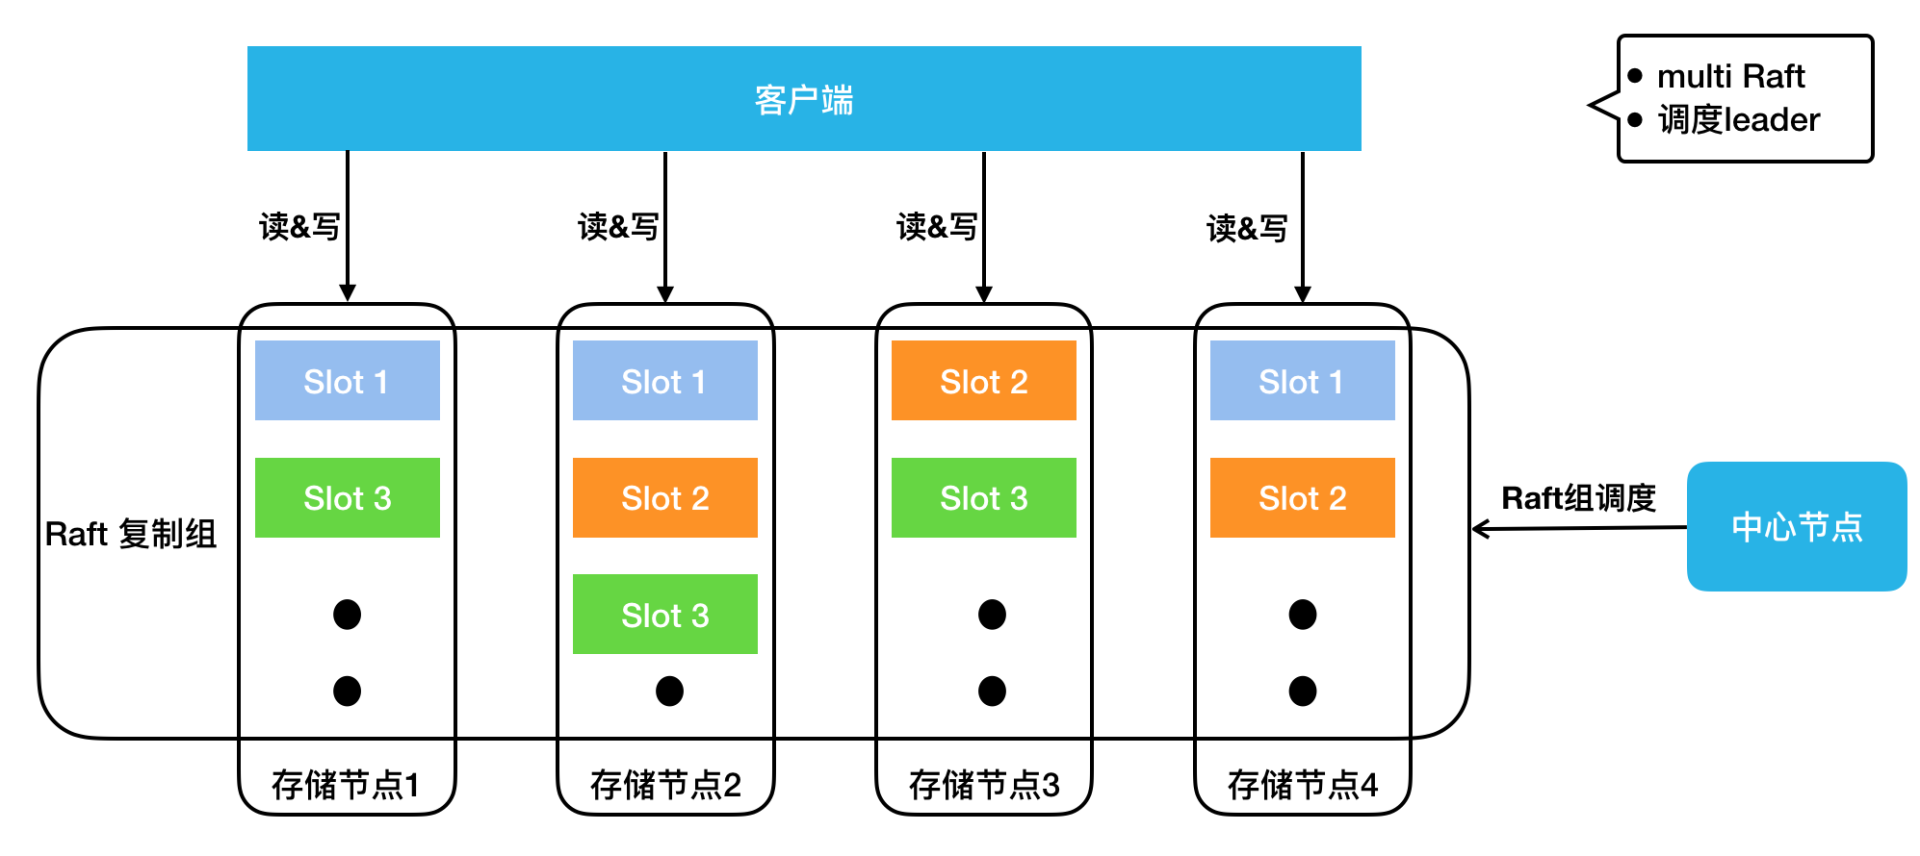 客户端
multi Raft
调度leader
读&写
读&写
读&写
读&写
Slot 1
Slot 1
Slot 2
Slot 1
Slot 3
Slot 2
Slot 3
Slot 2
Raft组调度
中心节点
Raft 复制组
Slot 3
存储节点1
存储节点2
存储节点3
存储节点4